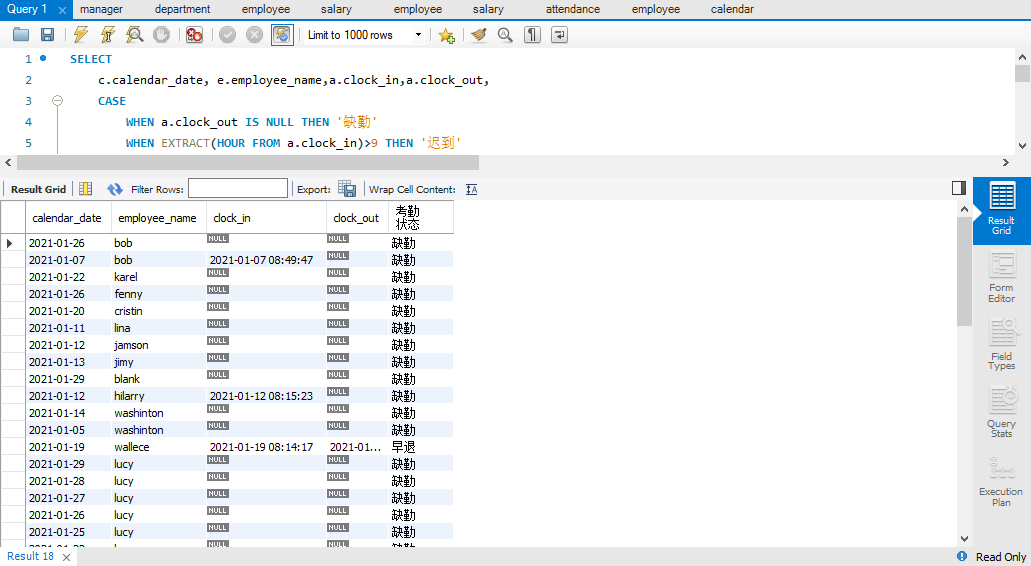 Query 1 manager department employee salary employee salary attendance employee calendar
Limit to 1000 rows
1 SELECT
2 c.calendar_date, e.employee_name,a.clock_in,a.clock_out,
3 CASE
4 WHEN a.clock_out IS NULL THEN '缺勤'
5 WHEN EXTRACT(HOUR FROM a.clock_in)>9 THEN '迟到'
Result Grid Filter Rows: Export: Wrap Cell Content:
calendar_date employee_name clock_in clock_out 考勤
状态
2021-01-26 bob NULL NULL 缺勤
2021-01-07 bob 2021-01-07 08:49:47 NULL 缺勤
2021-01-22 karel NULL NULL 缺勤
2021-01-26 fenny NULL NULL 缺勤
2021-01-20 cristin NULL NULL 缺勤
2021-01-11 lina NULL NULL 缺勤
2021-01-12 jamson NULL NULL 缺勤
2021-01-13 jimy NULL NULL 缺勤
2021-01-29 blank NULL NULL 缺勤
2021-01-12 hilarry 2021-01-12 08:15:23 NULL 缺勤
2021-01-14 washinton NULL NULL 缺勤
2021-01-05 washinton NULL NULL 缺勤
2021-01-19 wallece 2021-01-19 08:14:17 2021-01... 早退
2021-01-29 lucy NULL NULL 缺勤
2021-01-28 lucy NULL NULL 缺勤
2021-01-27 lucy NULL NULL 缺勤
2021-01-26 lucy NULL NULL 缺勤
2021-01-25 lucy NULL NULL 缺勤
Result
Grid
Form
Editor
Field
Types
Query
Stats
Execution
Plan
Result 18
Read Only